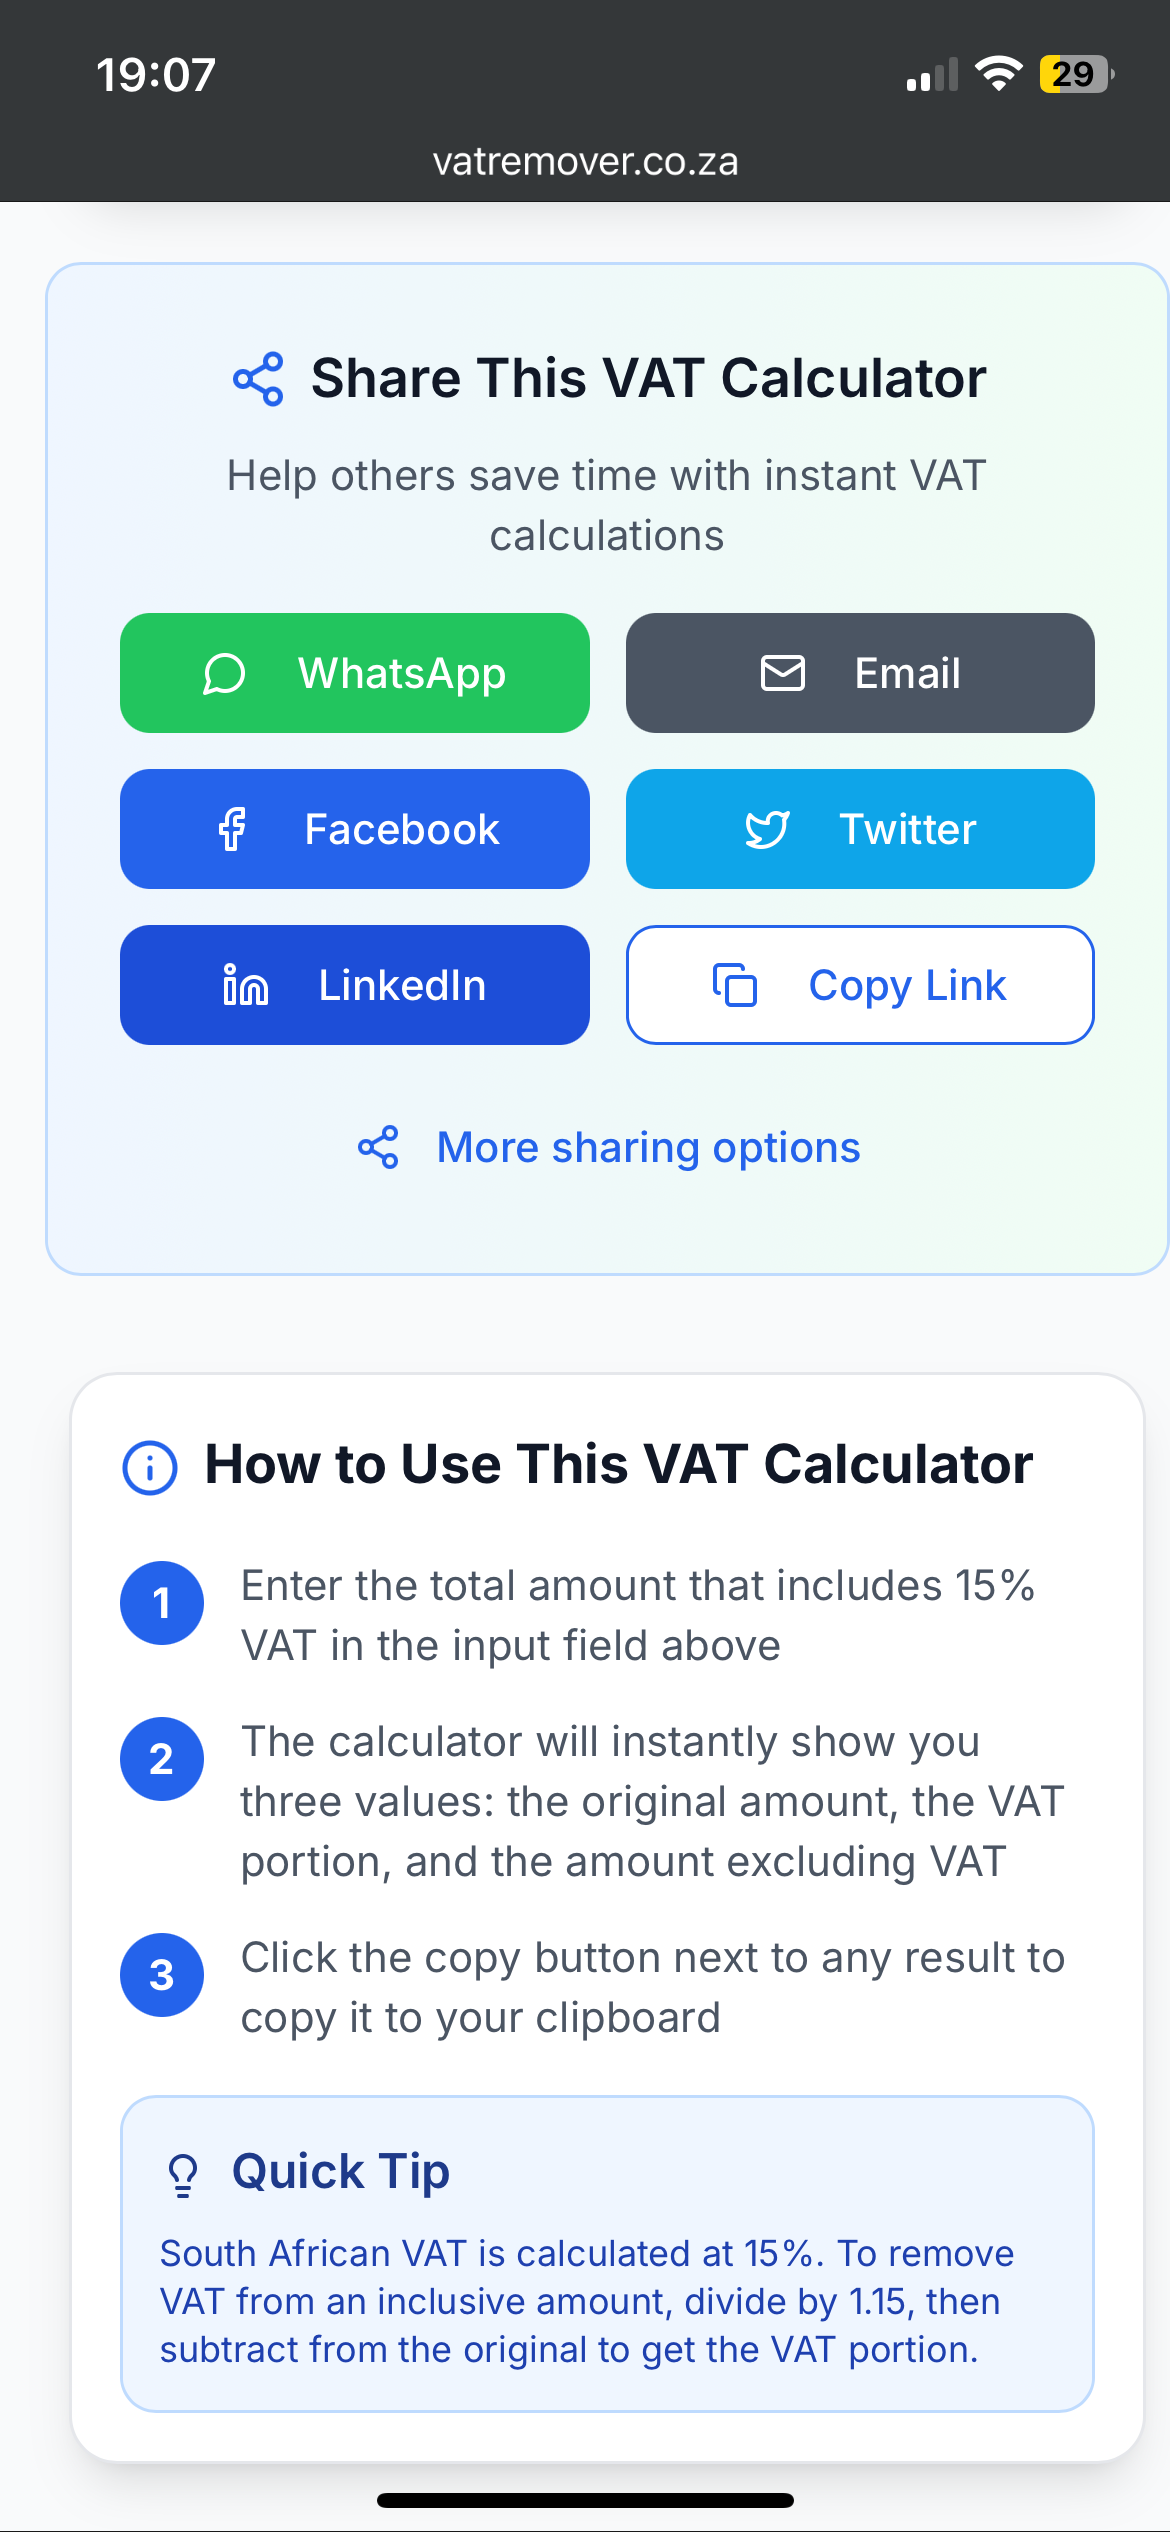 19:07
29
vatremover.co.za
Share This VAT Calculator
Help others save time with instant VAT
calculations
WhatsApp
Email
Facebook
Twitter
LinkedIn
Copy Link
More sharing options
How to Use This VAT Calculator
1
Enter the total amount that includes 15%
VAT in the input field above
2
The calculator will instantly show you
three values: the original amount, the VAT
portion, and the amount excluding VAT
3
Click the copy button next to any result to
copy it to your clipboard
Quick Tip
South African VAT is calculated at 15%. To remove
VAT from an inclusive amount, divide by 1.15, then
subtract from the original to get the VAT portion.